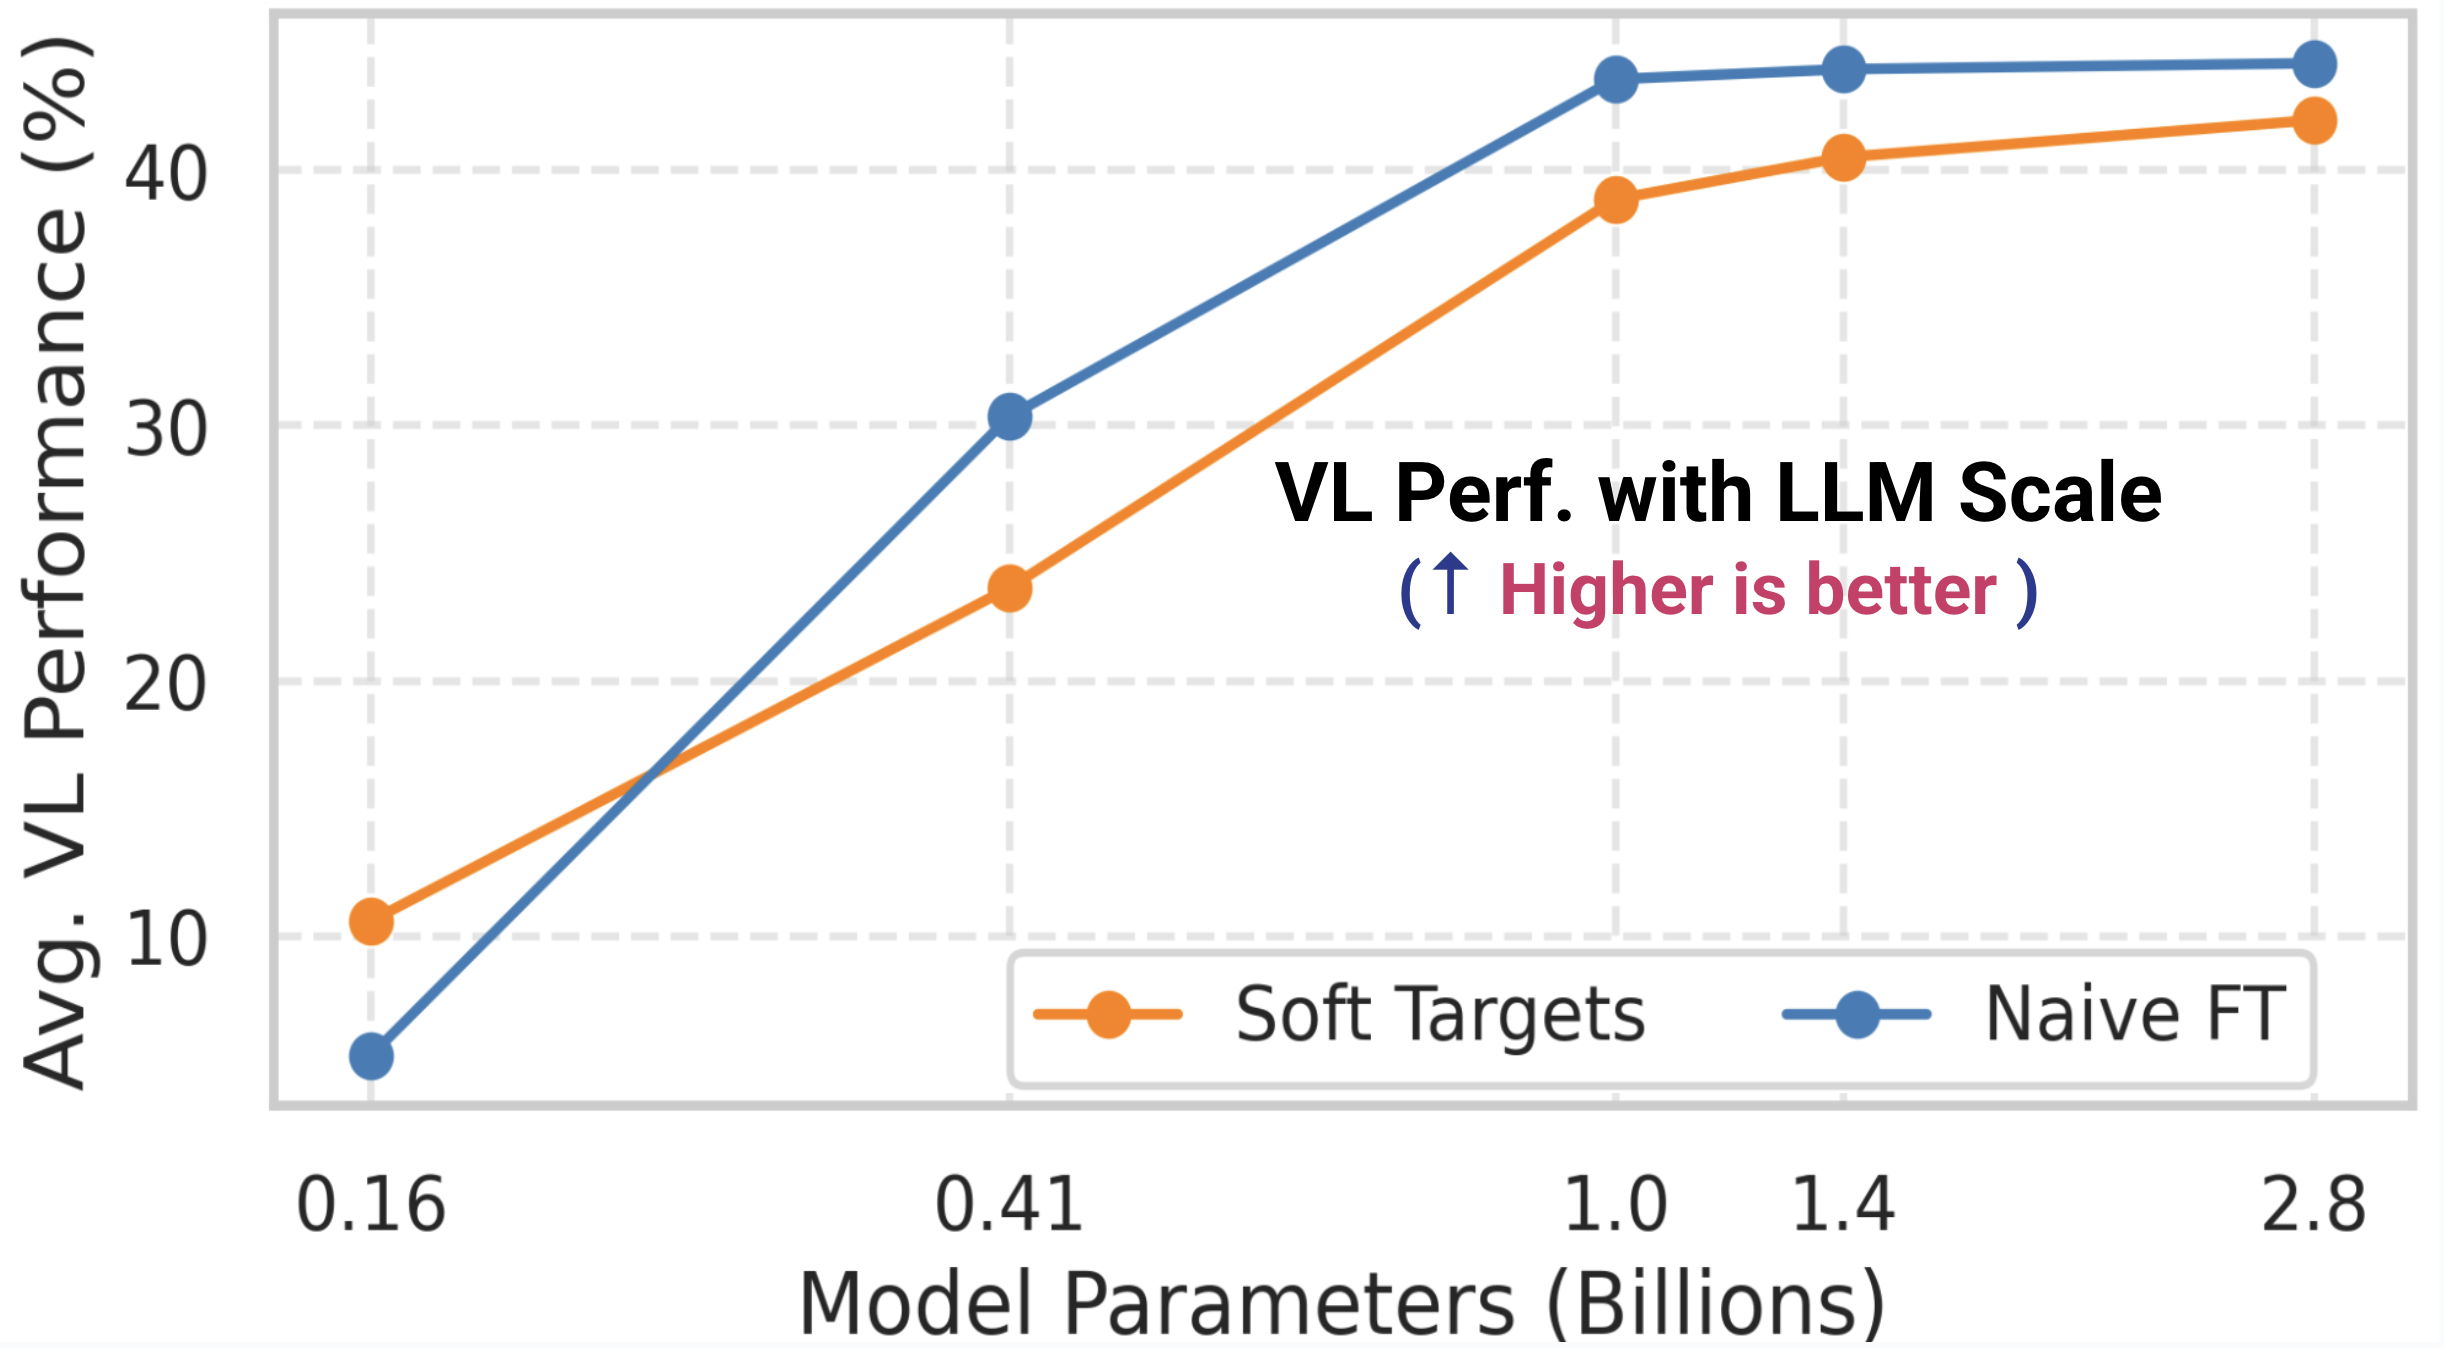 Avg. VL Performance (%)
40
30
20
10
VL Perf. with LLM Scale
(↑ Higher is better )
Soft Targets
Naive FT
0.16
0.41
1.0
1.4
2.8
Model Parameters (Billions)